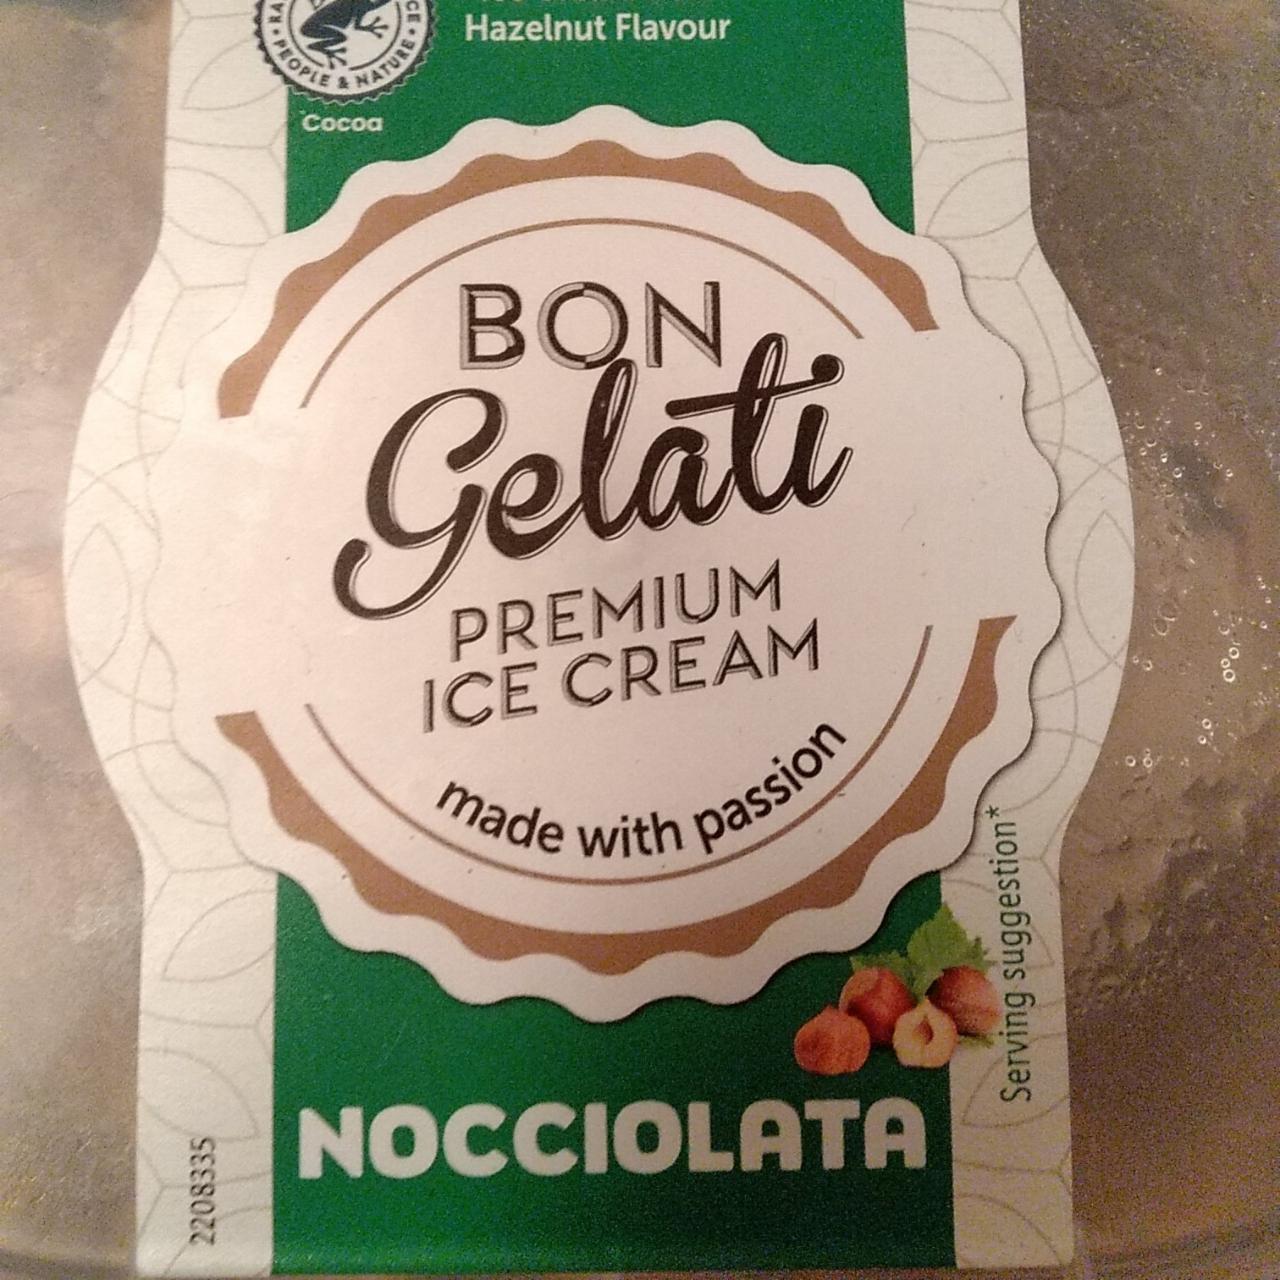 Hazelnut Flavour
PEOPLE & NATURE
Cocoa
BON
Gelati
PREMIUM
ICE CREAM
made with passion
Serving suggestion*
NOCCIOLATA
2208335